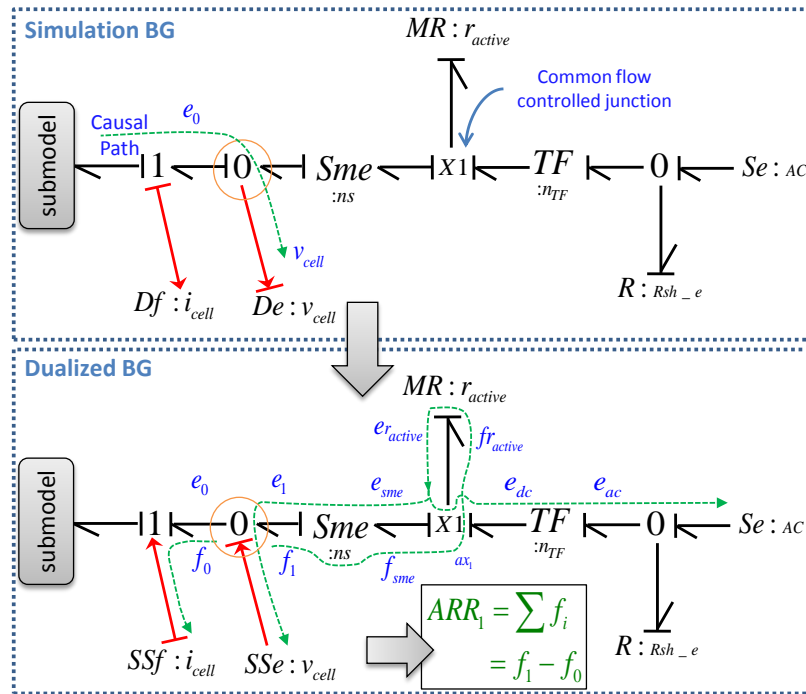 Simulation BG
MR : r_active
Common flow
controlled junction
Causal
Path
e_0
submodel
1
0
Sme
:ns
X1
TF
:n_TF
0
Se : AC
v_cell
Df : i_cell
De : v_cell
R : Rsh _ e
Dualized BG
MR : r_active
e_r_active
fr_active
e_0
e_1
e_sme
e_dc
e_ac
submodel
1
0
Sme
:ns
X1
TF
:n_TF
0
Se : AC
f_0
f_1
f_sme
ax_1
SSf : i_cell
SSe : v_cell
ARR_1 = ∑ f_i
= f_1 − f_0
R : Rsh _ e